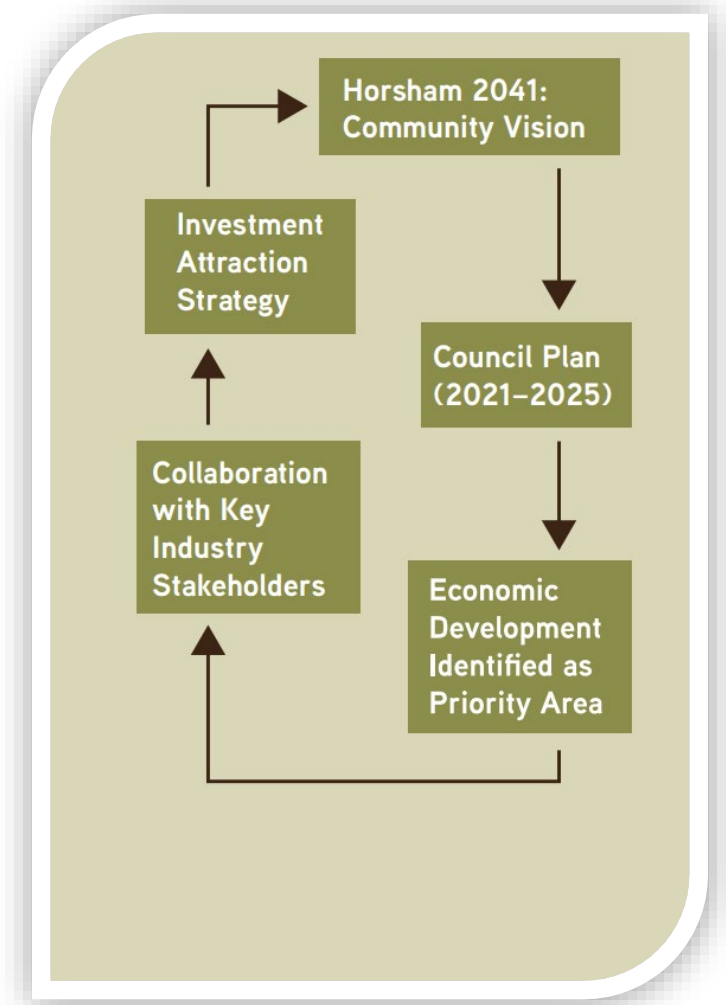 Horsham 2041:
Community Vision
Council Plan
(2021–2025)
Economic
Development
Identified as
Priority Area
Collaboration
with Key
Industry
Stakeholders
Investment
Attraction
Strategy